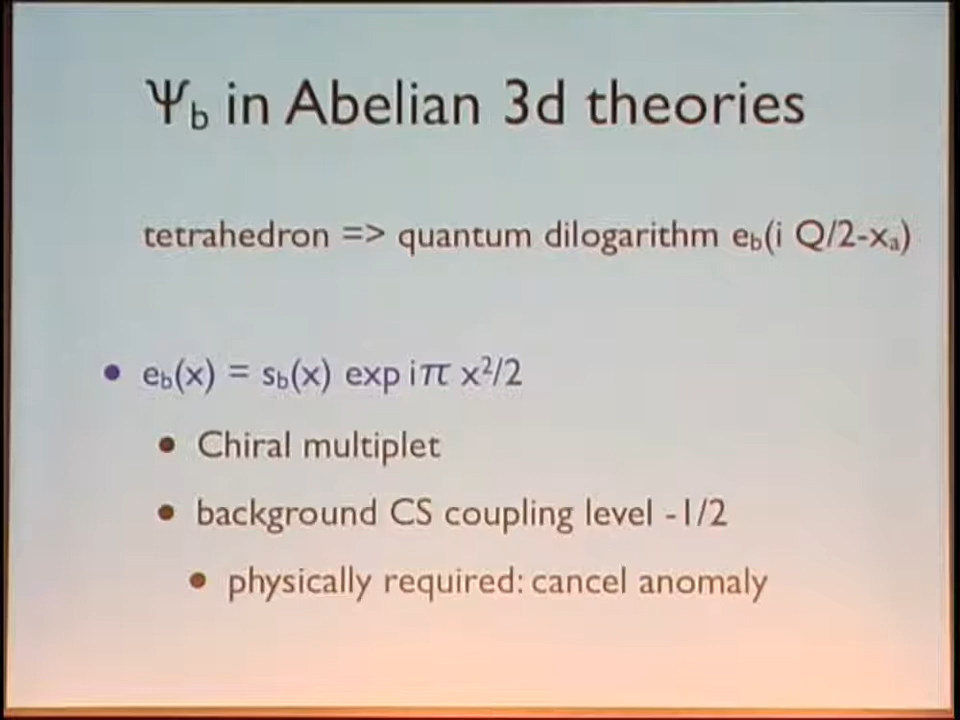 Ψb in Abelian 3d theories
tetrahedron => quantum dilogarithm eb(i Q/2-xa)
• eb(x) = sb(x) exp iπ x²/2
• Chiral multiplet
• background CS coupling level -1/2
• physically required: cancel anomaly